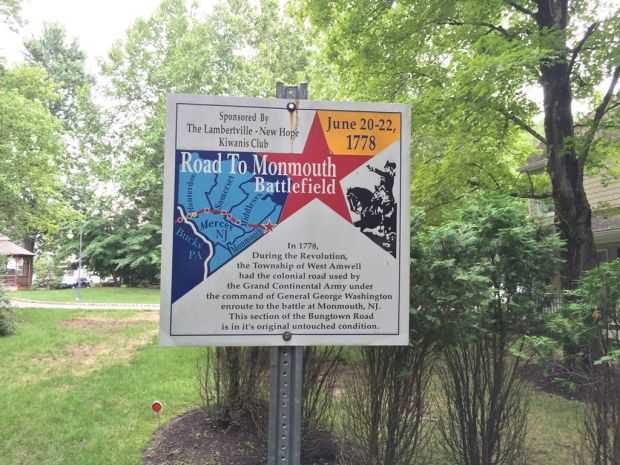 Sponsored By
The Lambertville - New Hope
Kiwanis Club
June 20-22,
1778
Road To Monmouth
Battlefield
Hunterdon
Somerset
Middlesex
Mercer
NJ
Monmouth
Bucks
PA
In 1778,
During the Revolution,
the Township of West Amwell
had the colonial road used by
the Grand Continental Army under
the command of General George Washington
enroute to the battle at Monmouth, NJ.
This section of the Bungtown Road
is in it's original untouched condition.